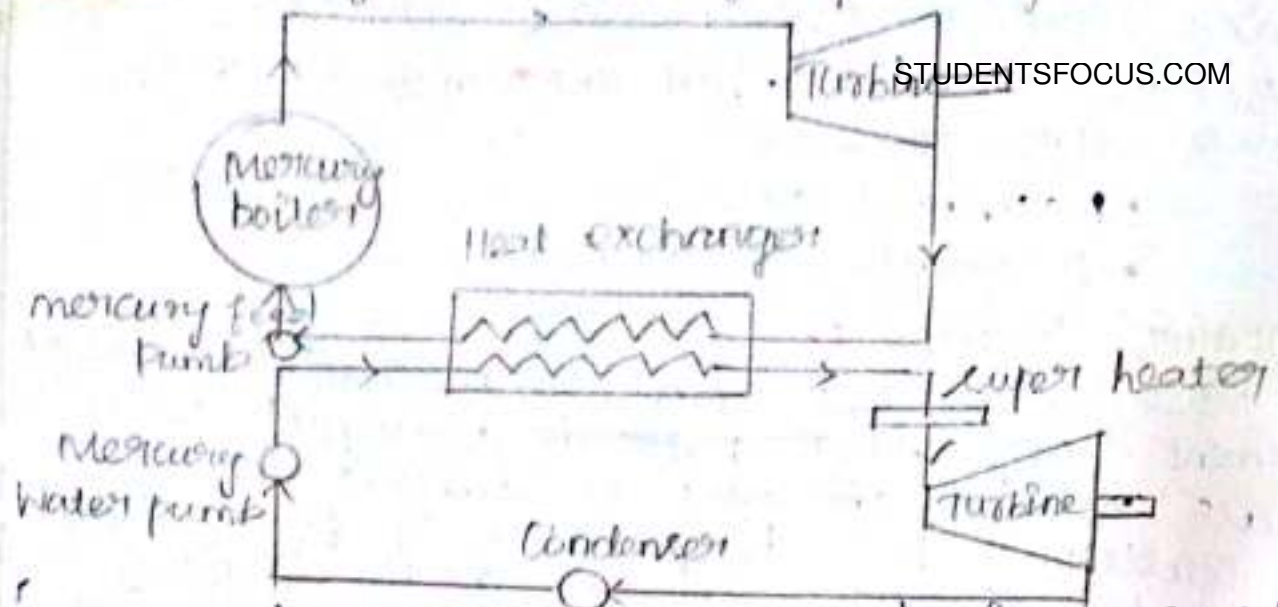 Turbine
STUDENTSFOCUS.COM
Mercury
boiler
Heat exchanger
mercury feed
Pump
super heater
Mercury
Water pump
Turbine
Condenser